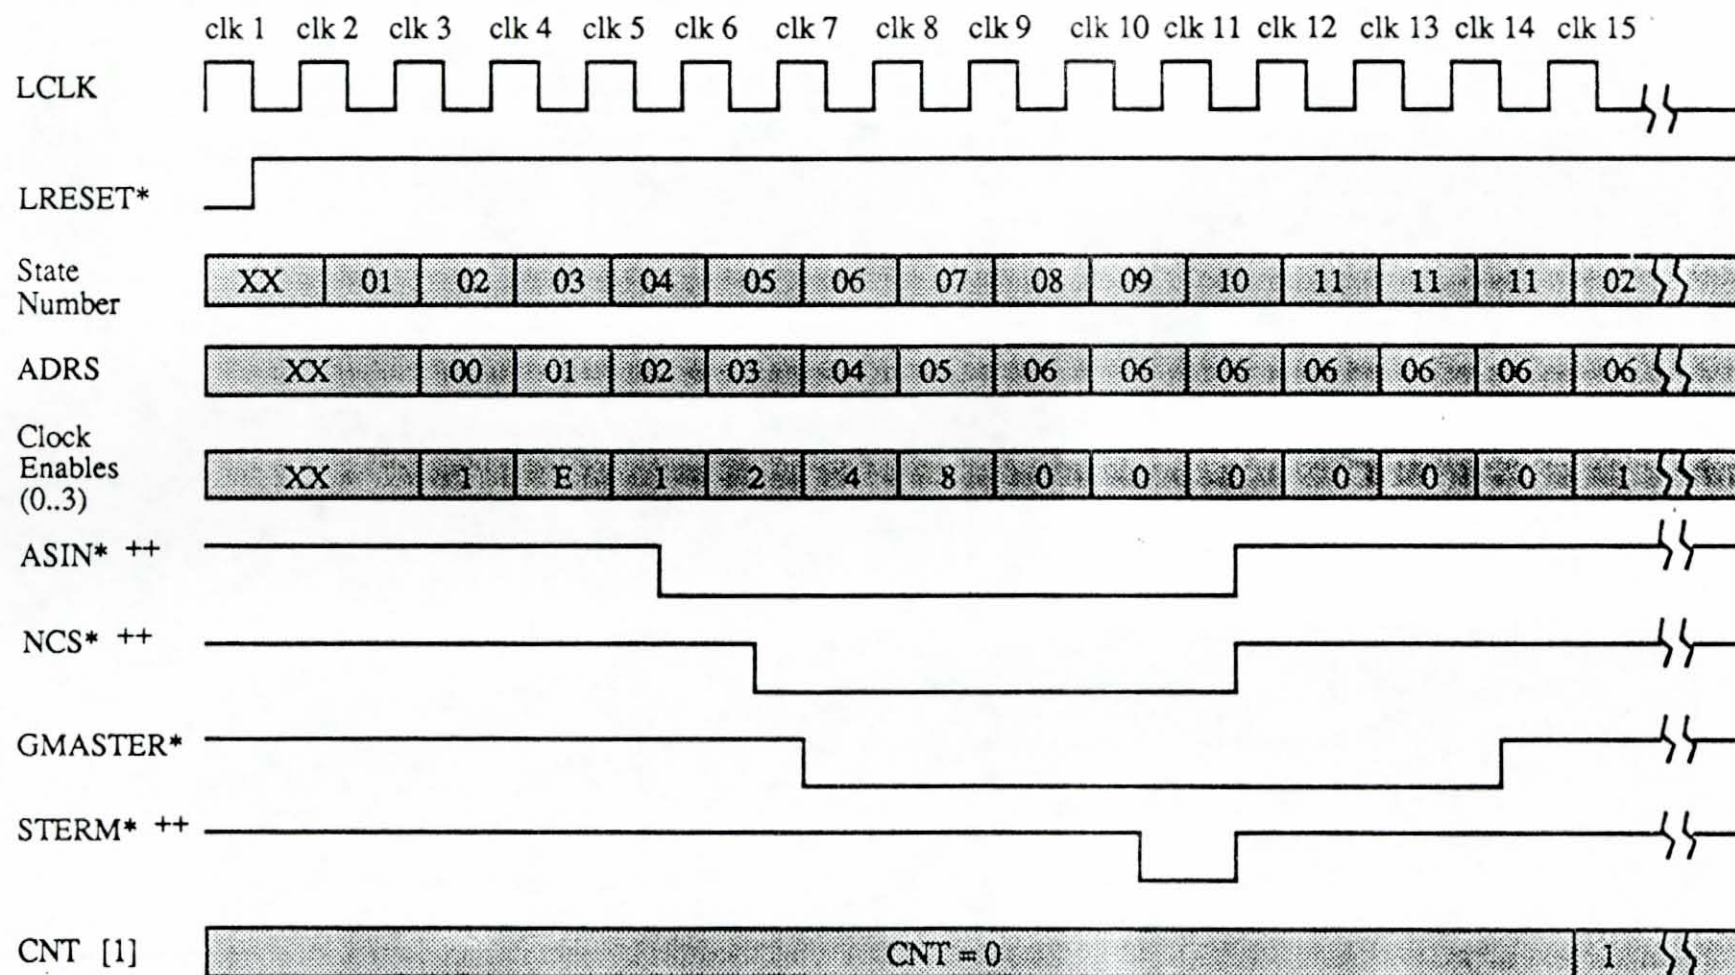 clk 1 clk 2 clk 3 clk 4 clk 5 clk 6 clk 7 clk 8 clk 9 clk 10 clk 11 clk 12 clk 13 clk 14 clk 15
LCLK
LRESET*
State
Number
XX 01 02 03 04 05 06 07 08 09 10 11 11 11 02
ADRS
XX 00 01 02 03 04 05 06 06 06 06 06 06 06
Clock
Enables
(0..3)
XX 1 E 1 2 4 8 0 0 0 0 0 0 1
ASIN* ++
NCS* ++
GMASTER*
STERM* ++
CNT [1]
CNT = 0
1